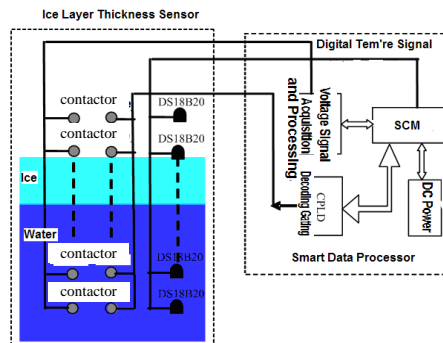 Ice Layer Thickness Sensor
Digital Tem're Signal
contactor
DS18B20
contactor
DS18B20
Voltage Signal
Acquisition
and Processing
SCM
Ice
Decoding Gating
CPLD
DC Power
Water
contactor
DS18B20
contactor
DS18B20
Smart Data Processor